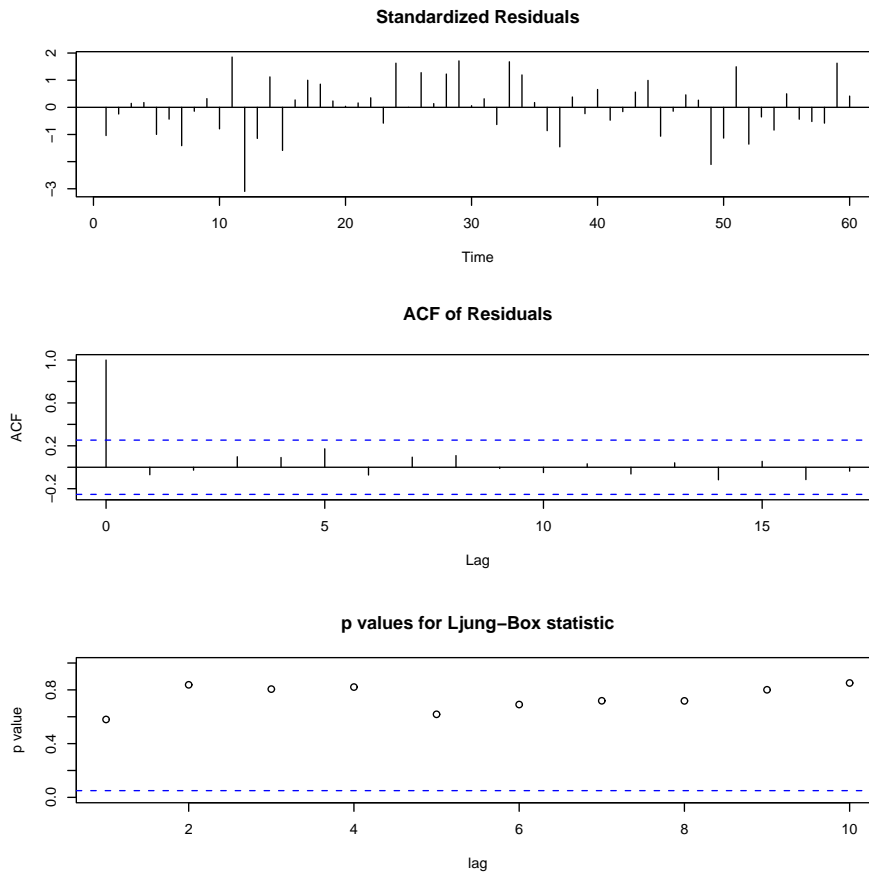 Standardized Residuals
2
1
0
−1
−3
0 10 20 30 40 50 60
Time
ACF of Residuals
ACF
1.0
0.6
0.2
−0.2
0 5 10 15
Lag
p values for Ljung−Box statistic
p value
0.8
0.4
0.0
2 4 6 8 10
lag